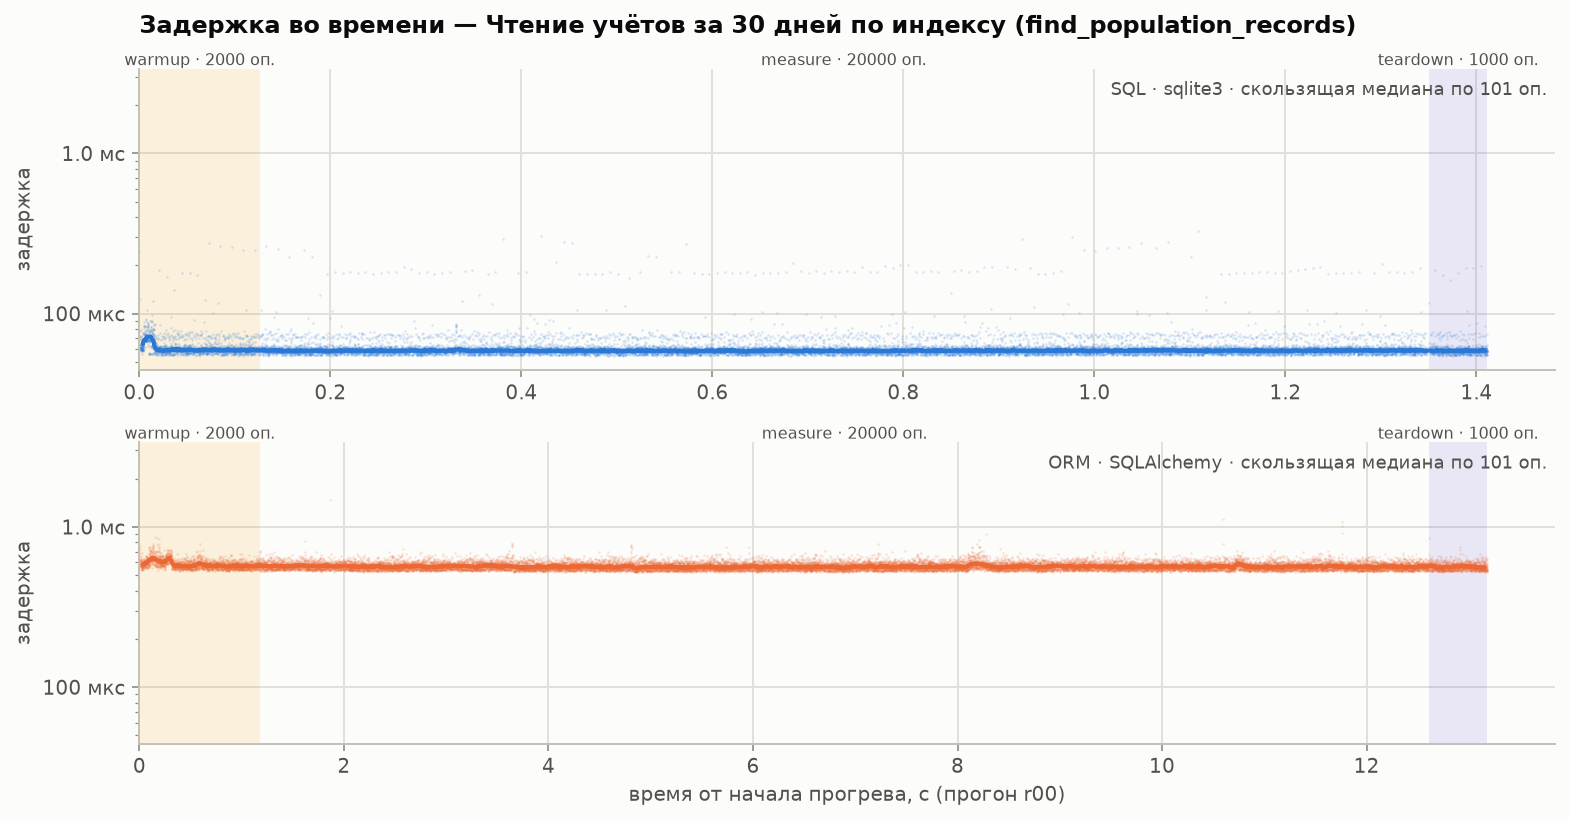 Задержка во времени — Чтение учётов за 30 дней по индексу (find_population_records)
warmup · 2000 оп.
measure · 20000 оп.
teardown · 1000 оп.
SQL · sqlite3 · скользящая медиана по 101 оп.
задержка
1.0 мс
100 мкс
0.0 0.2 0.4 0.6 0.8 1.0 1.2 1.4
warmup · 2000 оп.
measure · 20000 оп.
teardown · 1000 оп.
ORM · SQLAlchemy · скользящая медиана по 101 оп.
задержка
1.0 мс
100 мкс
0 2 4 6 8 10 12
время от начала прогрева, с (прогон r00)